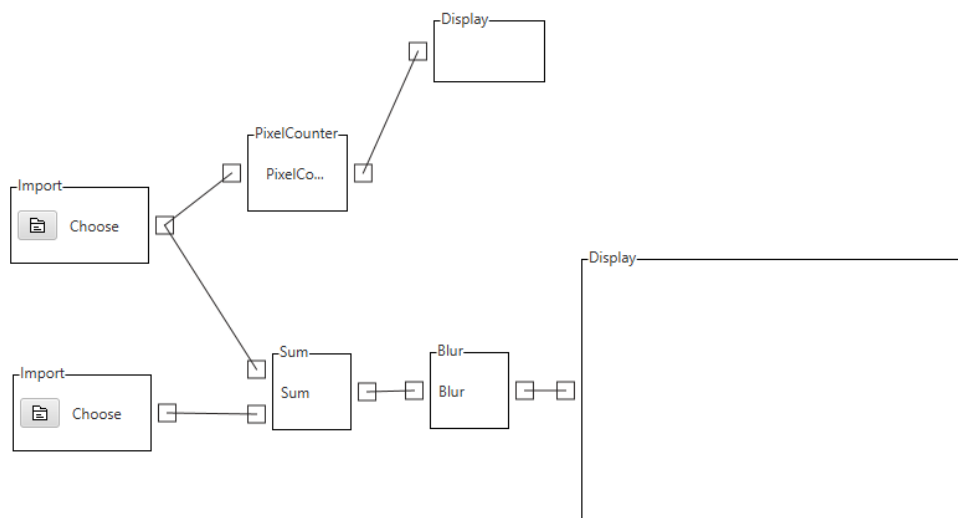 Display
PixelCounter
PixelCo...
Import
Choose
Display
Sum
Sum
Blur
Blur
Import
Choose